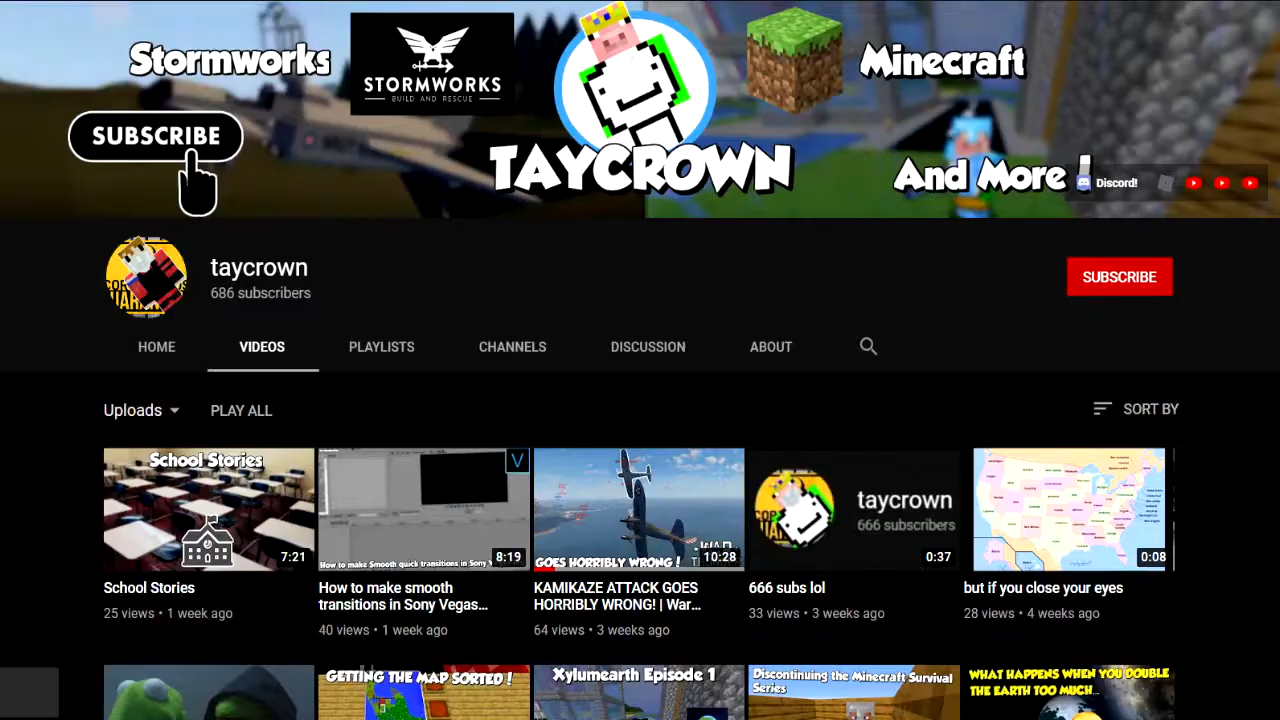 Stormworks
STORMWORKS
BUILD AND RESCUE
Minecraft
SUBSCRIBE
TAYCROWN
And More !
Discord!
taycrown
686 subscribers
SUBSCRIBE
HOME
VIDEOS
PLAYLISTS
CHANNELS
DISCUSSION
ABOUT
Uploads
PLAY ALL
SORT BY
School Stories
7:21
School Stories
25 views • 1 week ago
V
How to make Smooth quick transitions in Sony
8:19
How to make smooth
transitions in Sony Vegas...
40 views • 1 week ago
GOES HORRIBLY WRONG !
10:28
KAMIKAZE ATTACK GOES
HORRIBLY WRONG! | War...
64 views • 3 weeks ago
taycrown
666 subscribers
0:37
666 subs lol
33 views • 3 weeks ago
0:08
but if you close your eyes
28 views • 4 weeks ago
GETTING THE MAP SORTED !
Xylumearth Episode 1
Discontinuing the Minecraft Survival
Series
WHAT HAPPENS WHEN YOU DOUBLE
THE EARTH TOO MUCH...